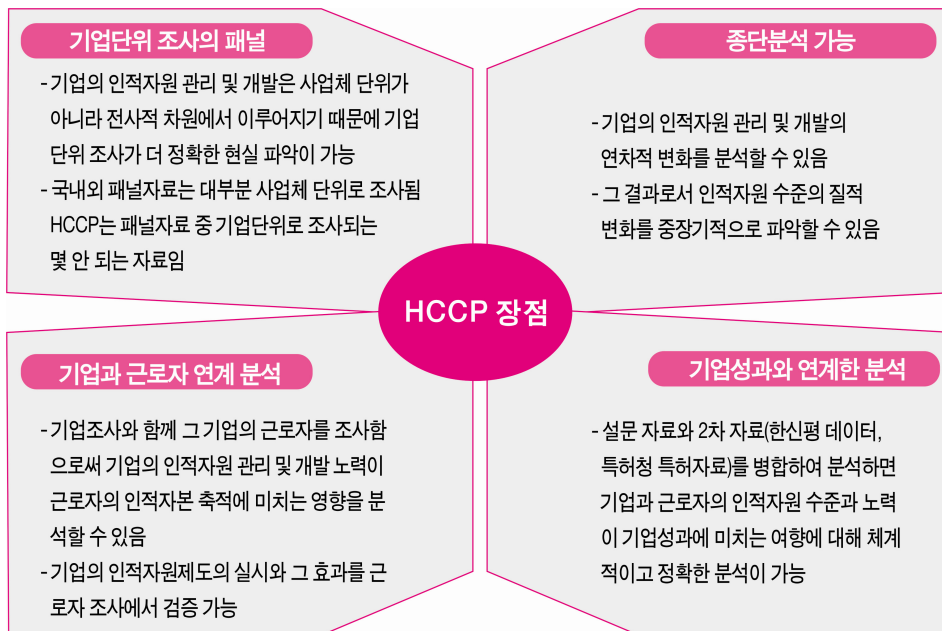 기업단위 조사의 패널
- 기업의 인적자원 관리 및 개발은 사업체 단위가
아니라 전사적 차원에서 이루어지기 때문에 기업
단위 조사가 더 정확한 현실 파악이 가능
- 국내외 패널자료는 대부분 사업체 단위로 조사됨
HCCP는 패널자료 중 기업단위로 조사되는
몇 안 되는 자료임
종단분석 가능
- 기업의 인적자원 관리 및 개발의
연차적 변화를 분석할 수 있음
- 그 결과로서 인적자원 수준의 질적
변화를 중장기적으로 파악할 수 있음
HCCP 장점
기업과 근로자 연계 분석
- 기업조사와 함께 그 기업의 근로자를 조사함
으로써 기업의 인적자원 관리 및 개발 노력이
근로자의 인적자본 축적에 미치는 영향을 분
석할 수 있음
- 기업의 인적자원제도의 실시와 그 효과를 근
로자 조사에서 검증 가능
기업성과와 연계한 분석
- 설문 자료와 2차 자료(한신평 데이터,
특허청 특허자료)를 병합하여 분석하면
기업과 근로자의 인적자원 수준과 노력
이 기업성과에 미치는 여향에 대해 체계
적이고 정확한 분석이 가능